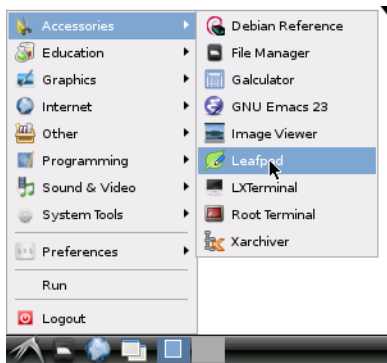 Accessories
Education
Graphics
Internet
Other
Programming
Sound & Video
System Tools
Preferences
Run
Logout
Debian Reference
File Manager
Galculator
GNU Emacs 23
Image Viewer
Leafpad
LXTerminal
Root Terminal
Xarchiver